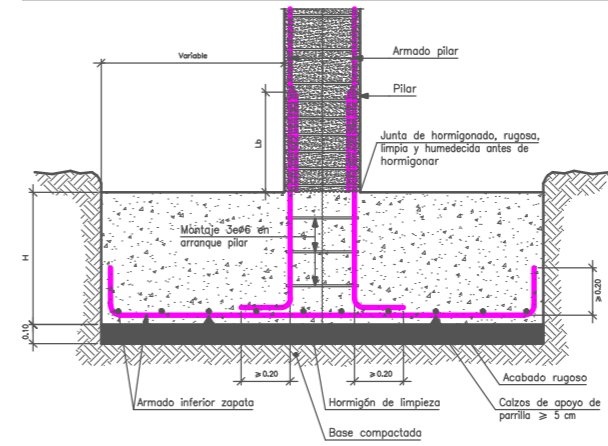 Variable
Armado pilar
Pilar
Lb
Junta de hormigonado, rugosa,
limpia y humedecida antes de
hormigonar
Montaje 3eø6 en
arranque pilar
H
≥0.20
0.10
≥0.20
≥0.20
Acabado rugoso
Armado inferior zapata
Hormigón de limpieza
Calzos de apoyo de
parrilla ≥ 5 cm
Base compactada